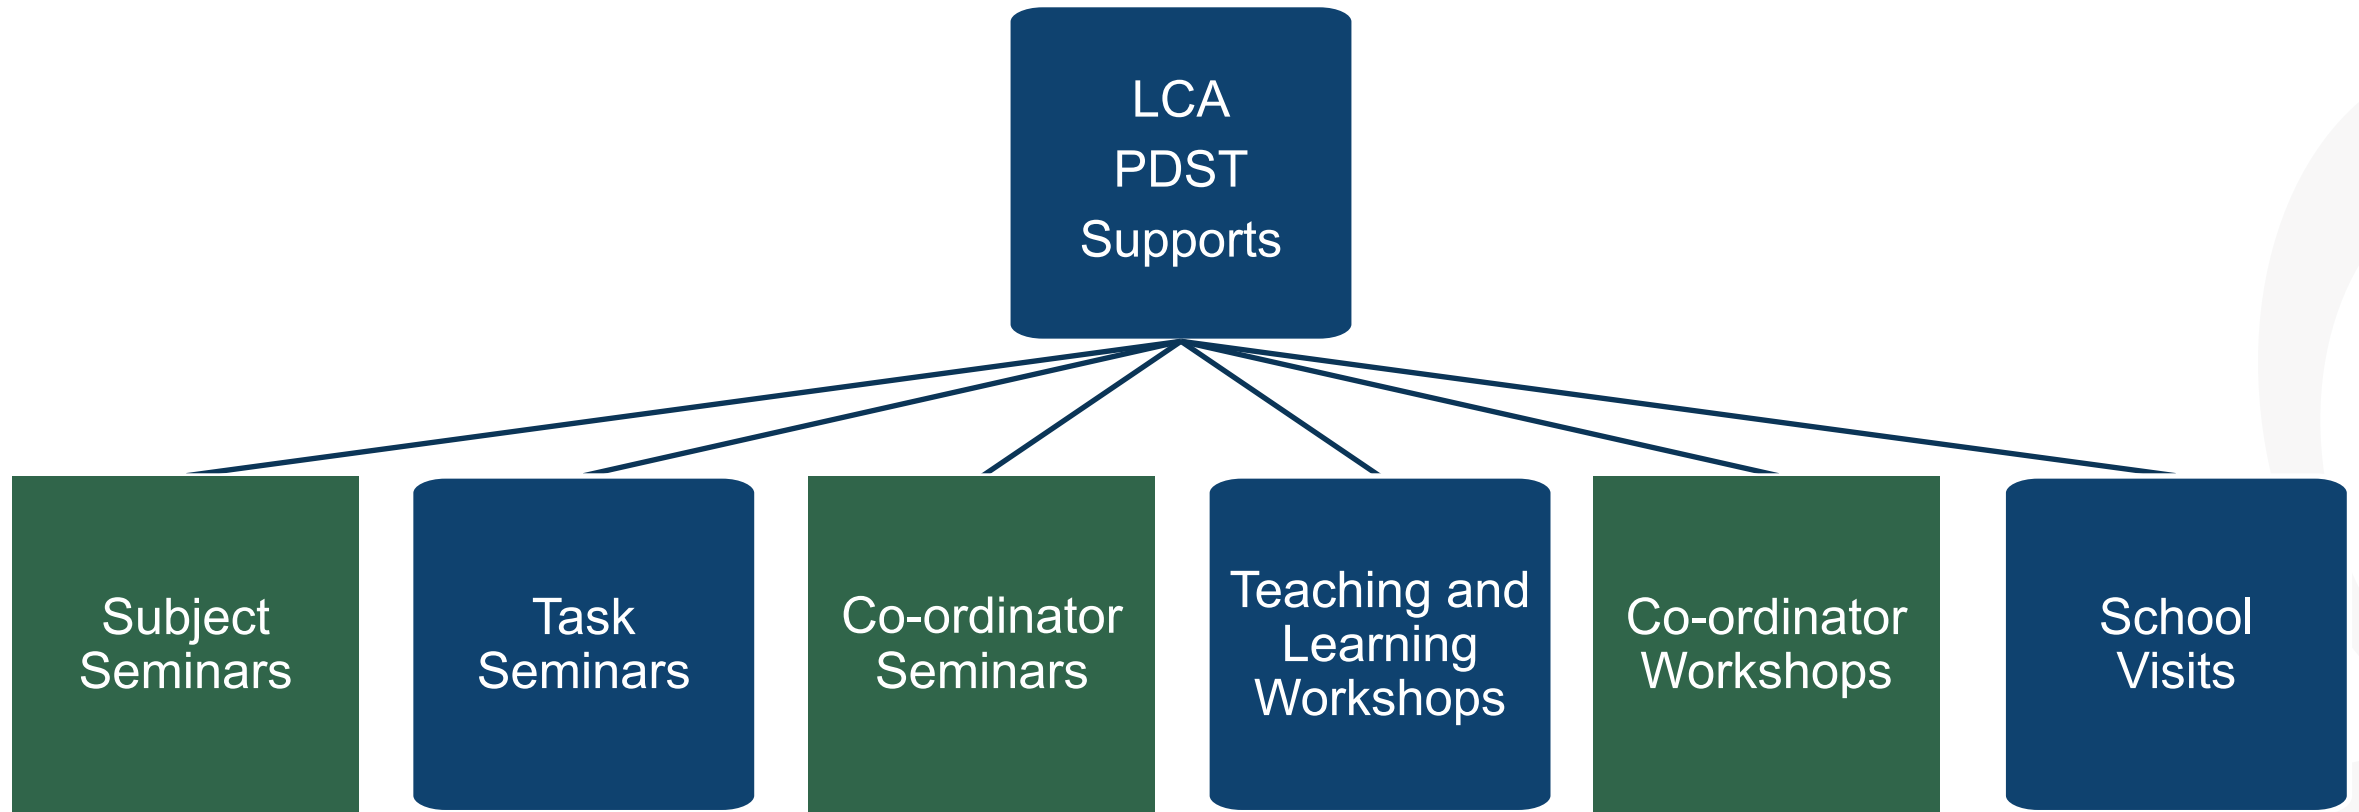 LCA
PDST
Supports
Subject
Seminars
Task
Seminars
Co-ordinator
Seminars
Teaching and
Learning
Workshops
Co-ordinator
Workshops
School
Visits